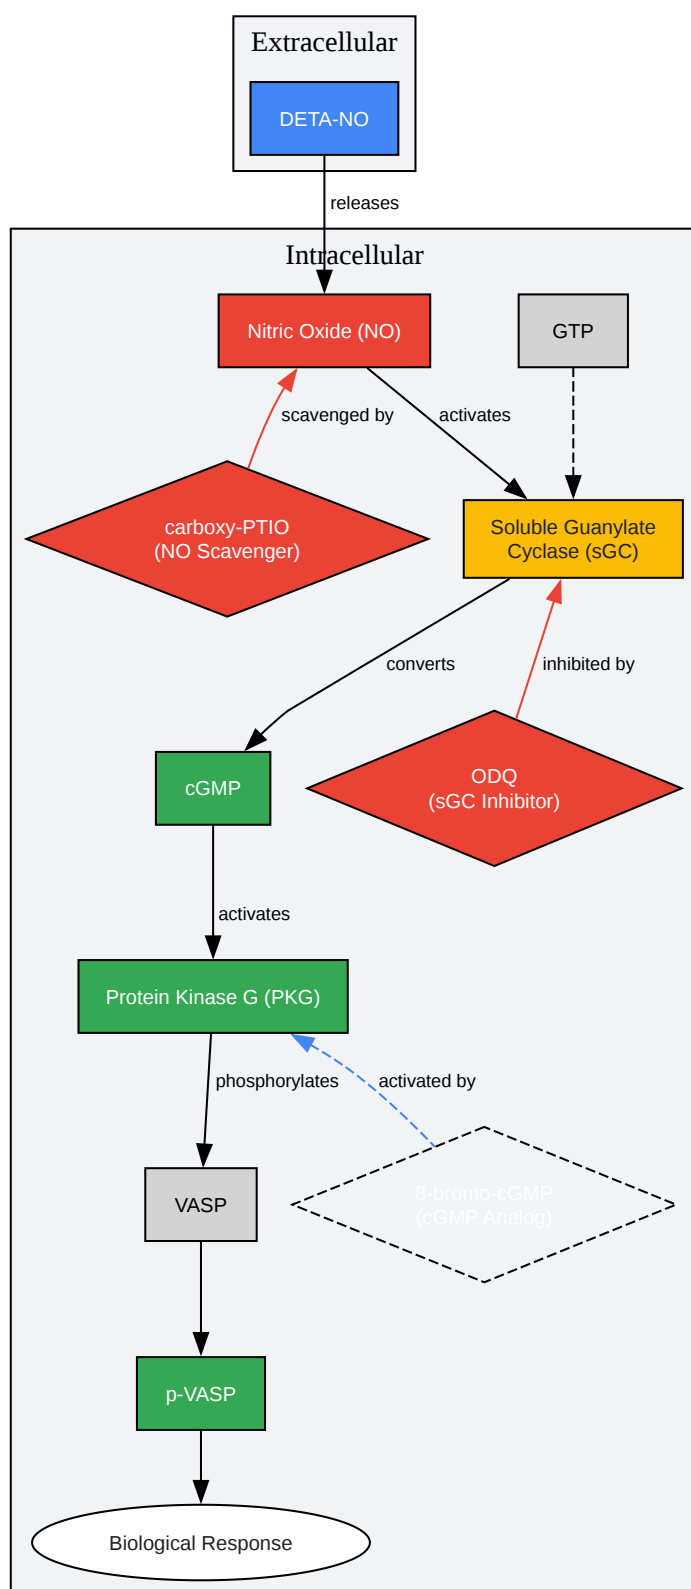 Extracellular
DETA-NO
releases
Intracellular
Nitric Oxide (NO)
GTP
scavenged by
activates
carboxy-PTIO
(NO Scavenger)
Soluble Guanylate
Cyclase (sGC)
converts
inhibited by
cGMP
ODQ
(sGC Inhibitor)
activates
Protein Kinase G (PKG)
phosphorylates
activated by
VASP
8-bromo-cGMP
(cGMP Analog)
p-VASP
Biological Response